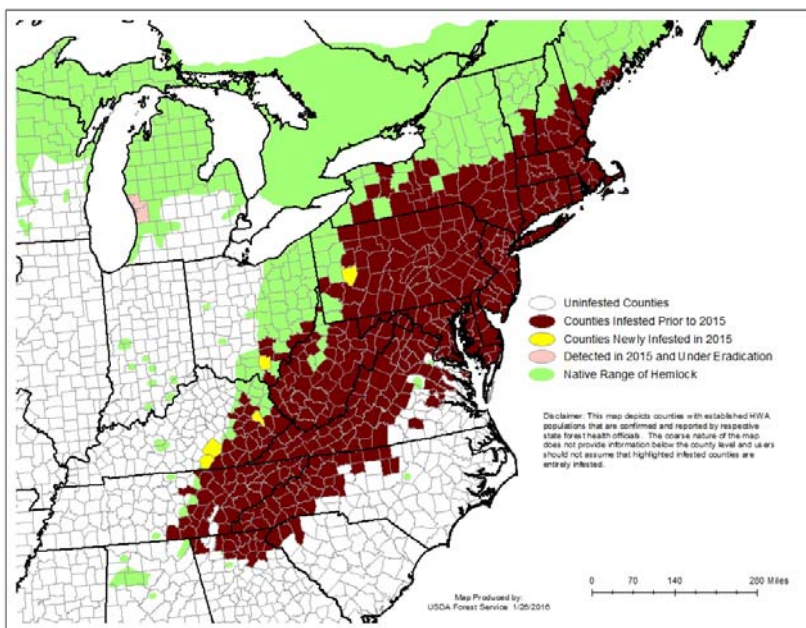 Uninfested Counties
Counties Infested Prior to 2015
Counties Newly Infested in 2015
Detected in 2015 and Under Eradication
Native Range of Hemlock
Disclaimer: This map depicts counties with established HWA
populations that are confirmed and reported by respective
state forest health officials. The coarse nature of the map
does not provide information below the county level and users
should not assume that highlighted infested counties are
entirely infested.
Map Produced by:
USDA Forest Service 1/26/2016
0 70 140 280 Miles